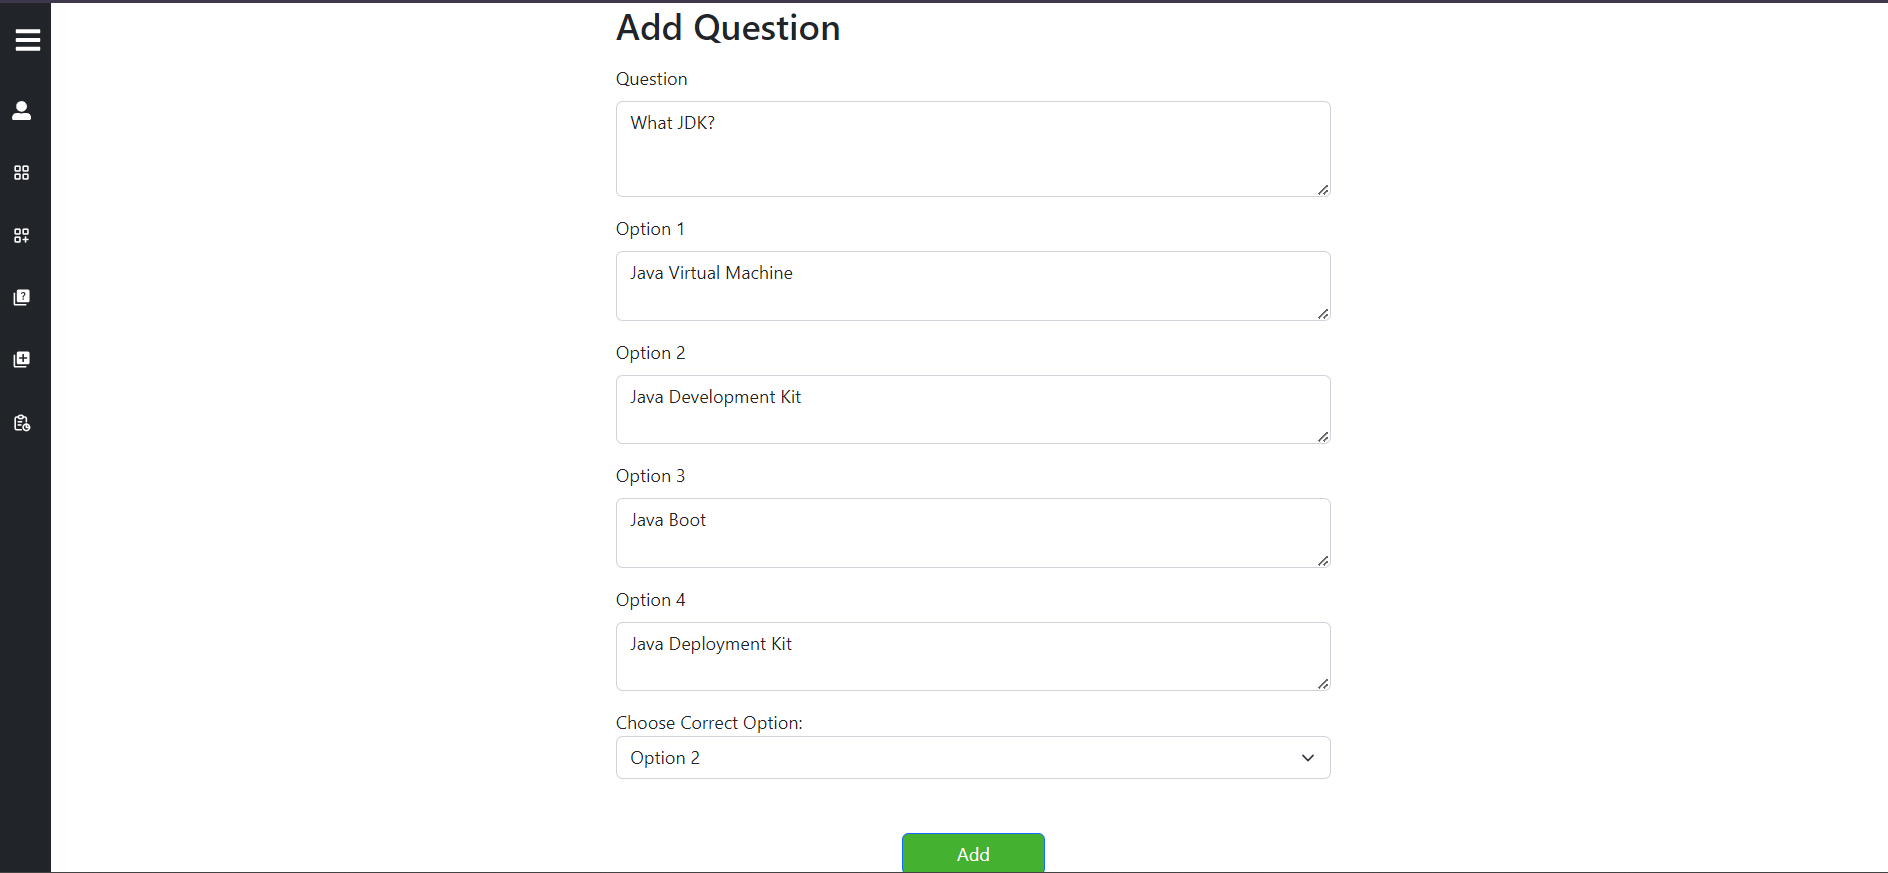 Add Question
Question
What JDK?
Option 1
Java Virtual Machine
Option 2
Java Development Kit
Option 3
Java Boot
Option 4
Java Deployment Kit
Choose Correct Option:
Option 2
Add